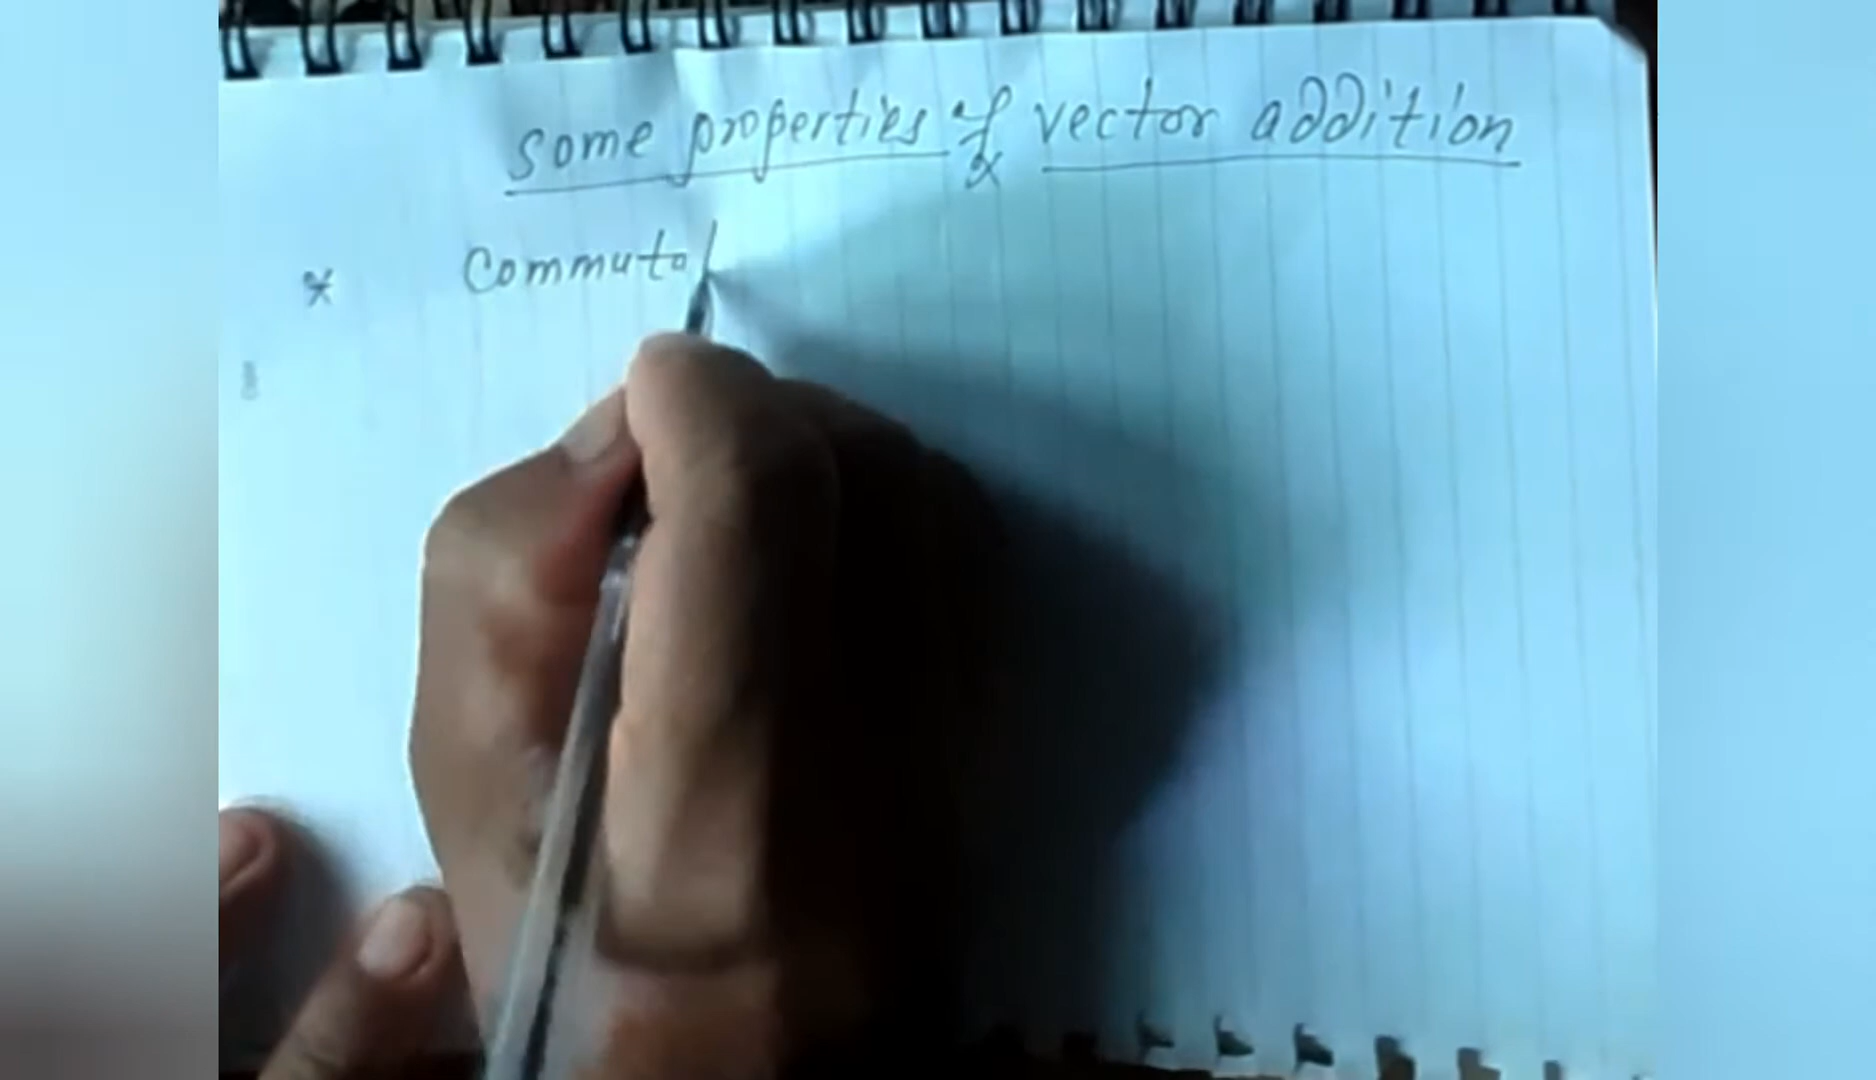 some properties of vector addition
* Commutat